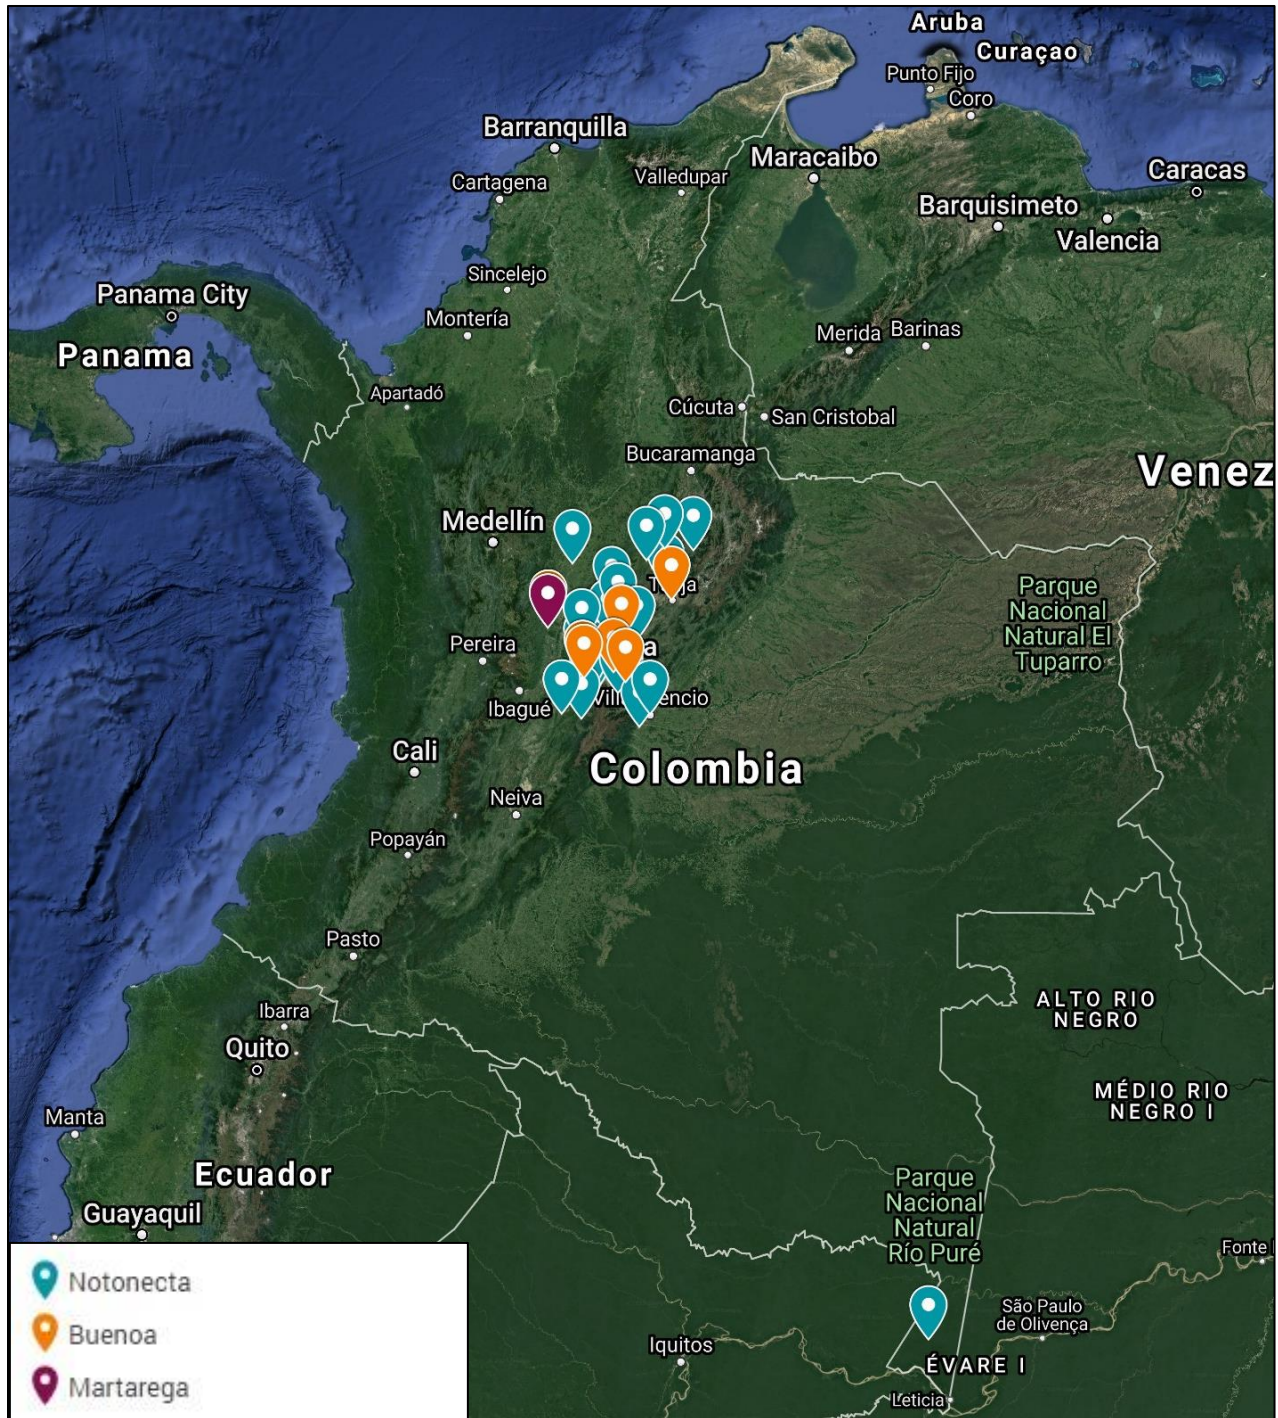 Aruba
Curaçao
Punto Fijo
Coro
Barranquilla
Maracaibo
Caracas
Cartagena
Valledupar
Barquisimeto
Valencia
Sincelejo
Panama City
Montería
Merida
Barinas
Panama
Apartadó
Cúcuta
San Cristobal
Bucaramanga
Venez
Medellín
Parque
Nacional
Natural El
Tuparro
Pereira
a
Ibagué
Cali
Colombia
Neiva
Popayán
Pasto
ALTO RIO
NEGRO
Ibarra
Quito
MÉDIO RIO
NEGRO I
Manta
Ecuador
Parque
Nacional
Natural
Río Puré
Guayaquil
Fonte
São Paulo
de Olivença
Iquitos
ÉVARE I
Leticia
Notonecta
Buenoa
Martarega